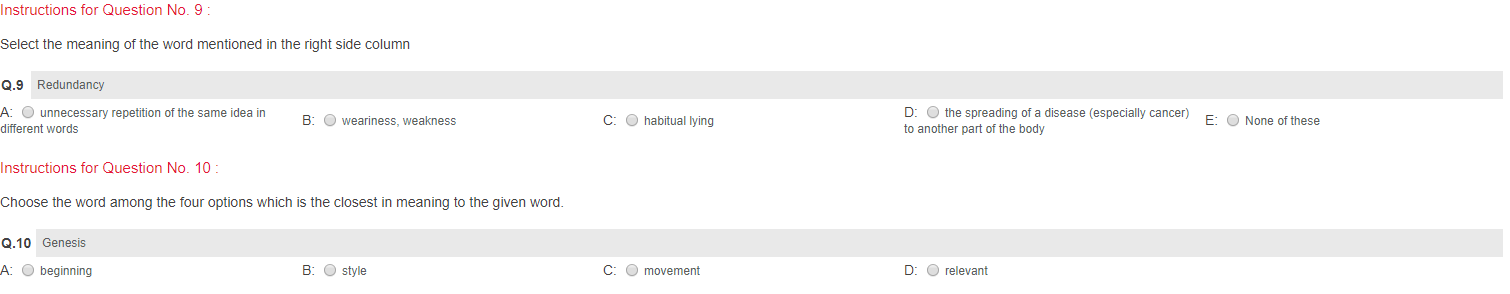 Instructions for Question No. 9 :
Select the meaning of the word mentioned in the right side column
Q.9 Redundancy
A: unnecessary repetition of the same idea in different words
B: weariness, weakness
C: habitual lying
D: the spreading of a disease (especially cancer) to another part of the body
E: None of these
Instructions for Question No. 10 :
Choose the word among the four options which is the closest in meaning to the given word.
Q.10 Genesis
A: beginning
B: style
C: movement
D: relevant